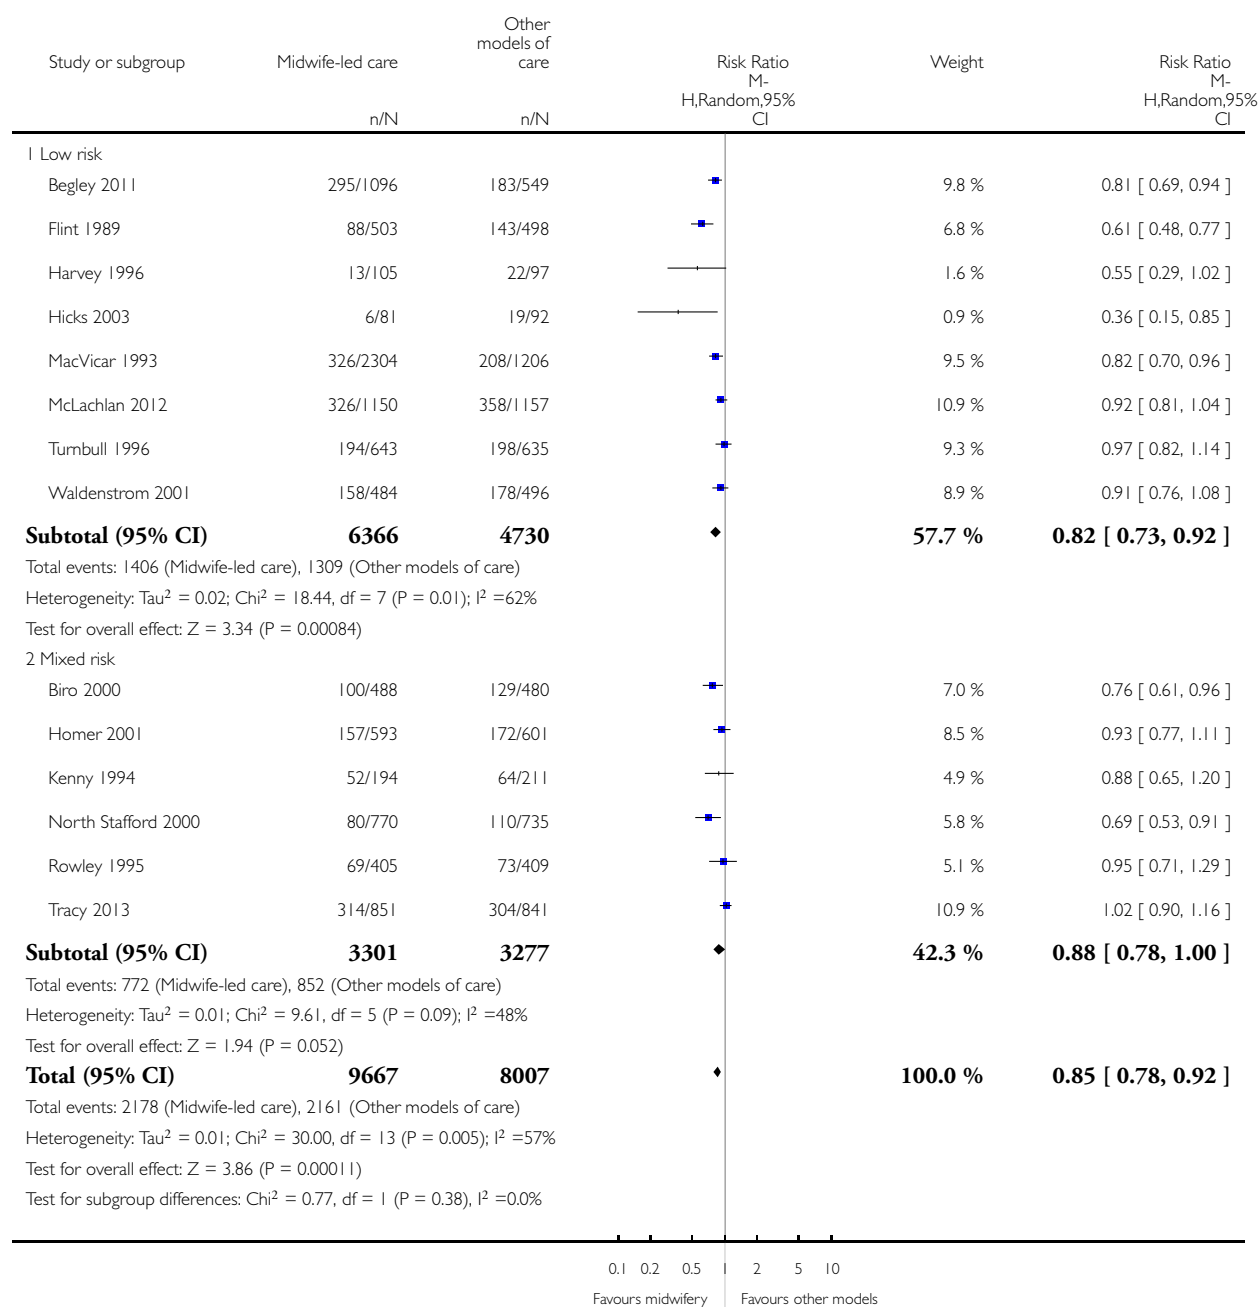 Study or subgroup Midwife-led care Other models of care Risk Ratio M-H,Random,95% CI Weight Risk Ratio M-H,Random,95% CI
n/N n/N
1 Low risk
Begley 2011 295/1096 183/549 9.8 % 0.81 [ 0.69, 0.94 ]
Flint 1989 88/503 143/498 6.8 % 0.61 [ 0.48, 0.77 ]
Harvey 1996 13/105 22/97 1.6 % 0.55 [ 0.29, 1.02 ]
Hicks 2003 6/81 19/92 0.9 % 0.36 [ 0.15, 0.85 ]
MacVicar 1993 326/2304 208/1206 9.5 % 0.82 [ 0.70, 0.96 ]
McLachlan 2012 326/1150 358/1157 10.9 % 0.92 [ 0.81, 1.04 ]
Turnbull 1996 194/643 198/635 9.3 % 0.97 [ 0.82, 1.14 ]
Waldenstrom 2001 158/484 178/496 8.9 % 0.91 [ 0.76, 1.08 ]
Subtotal (95% CI) 6366 4730 57.7 % 0.82 [ 0.73, 0.92 ]
Total events: 1406 (Midwife-led care), 1309 (Other models of care)
Heterogeneity: Tau² = 0.02; Chi² = 18.44, df = 7 (P = 0.01); I² =62%
Test for overall effect: Z = 3.34 (P = 0.00084)
2 Mixed risk
Biro 2000 100/488 129/480 7.0 % 0.76 [ 0.61, 0.96 ]
Homer 2001 157/593 172/601 8.5 % 0.93 [ 0.77, 1.11 ]
Kenny 1994 52/194 64/211 4.9 % 0.88 [ 0.65, 1.20 ]
North Stafford 2000 80/770 110/735 5.8 % 0.69 [ 0.53, 0.91 ]
Rowley 1995 69/405 73/409 5.1 % 0.95 [ 0.71, 1.29 ]
Tracy 2013 314/851 304/841 10.9 % 1.02 [ 0.90, 1.16 ]
Subtotal (95% CI) 3301 3277 42.3 % 0.88 [ 0.78, 1.00 ]
Total events: 772 (Midwife-led care), 852 (Other models of care)
Heterogeneity: Tau² = 0.01; Chi² = 9.61, df = 5 (P = 0.09); I² =48%
Test for overall effect: Z = 1.94 (P = 0.052)
Total (95% CI) 9667 8007 100.0 % 0.85 [ 0.78, 0.92 ]
Total events: 2178 (Midwife-led care), 2161 (Other models of care)
Heterogeneity: Tau² = 0.01; Chi² = 30.00, df = 13 (P = 0.005); I² =57%
Test for overall effect: Z = 3.86 (P = 0.00011)
Test for subgroup differences: Chi² = 0.77, df = 1 (P = 0.38), I² =0.0%
0.1 0.2 0.5 1 2 5 10
Favours midwifery Favours other models